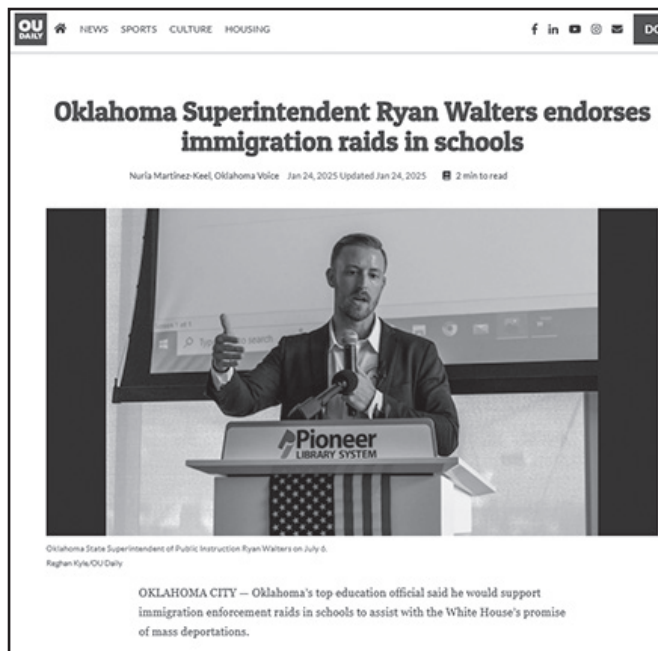 OU
DAILY
NEWS SPORTS CULTURE HOUSING
DO
Oklahoma Superintendent Ryan Walters endorses
immigration raids in schools
Nuria Martinez-Keel, Oklahoma Voice Jan 24, 2025 Updated Jan 24, 2025 2 min to read
to search
Pioneer
LIBRARY SYSTEM
Oklahoma State Superintendent of Public Instruction Ryan Walters on July 6.
Raghan Kyle/OU Daily
OKLAHOMA CITY — Oklahoma's top education official said he would support
immigration enforcement raids in schools to assist with the White House's promise
of mass deportations.